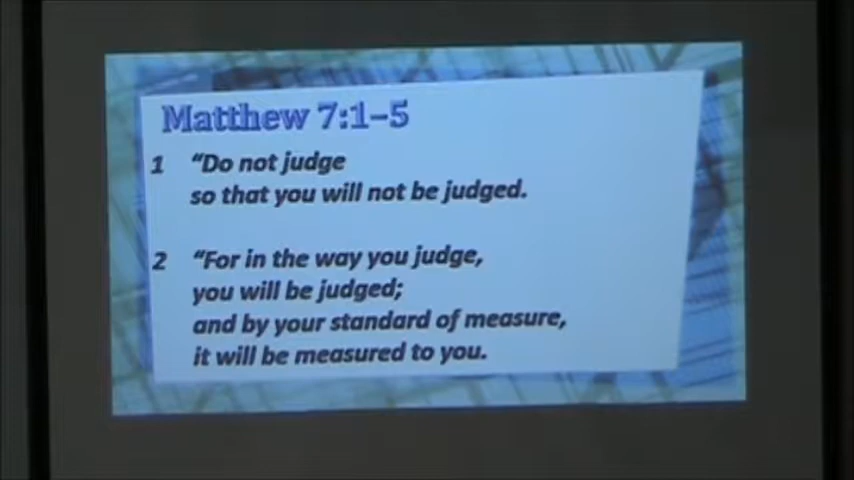 Matthew 7:1–5
1 “Do not judge
so that you will not be judged.
2 “For in the way you judge,
you will be judged;
and by your standard of measure,
it will be measured to you.